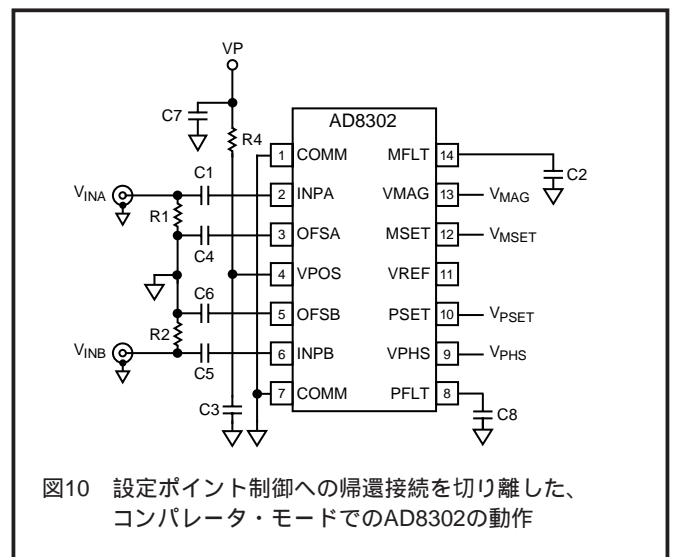 VP
C7
R4
AD8302
1 COMM MFLT 14
C2
C1
VINA
2 INPA VMAG 13 VMAG
R1
3 OFSA MSET 12 VMSET
C4
4 VPOS VREF 11
C6
5 OFSB PSET 10 VPSET
R2
VINB
6 INPB VPHS 9 VPHS
C5
7 COMM PFLT 8
C3
C8
図10 設定ポイント制御への帰還接続を切り離した、
コンパレータ・モードでのAD8302の動作